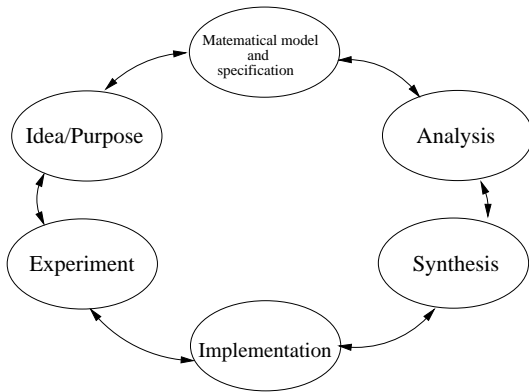 Matematical model
and
specification
Idea/Purpose
Analysis
Experiment
Synthesis
Implementation